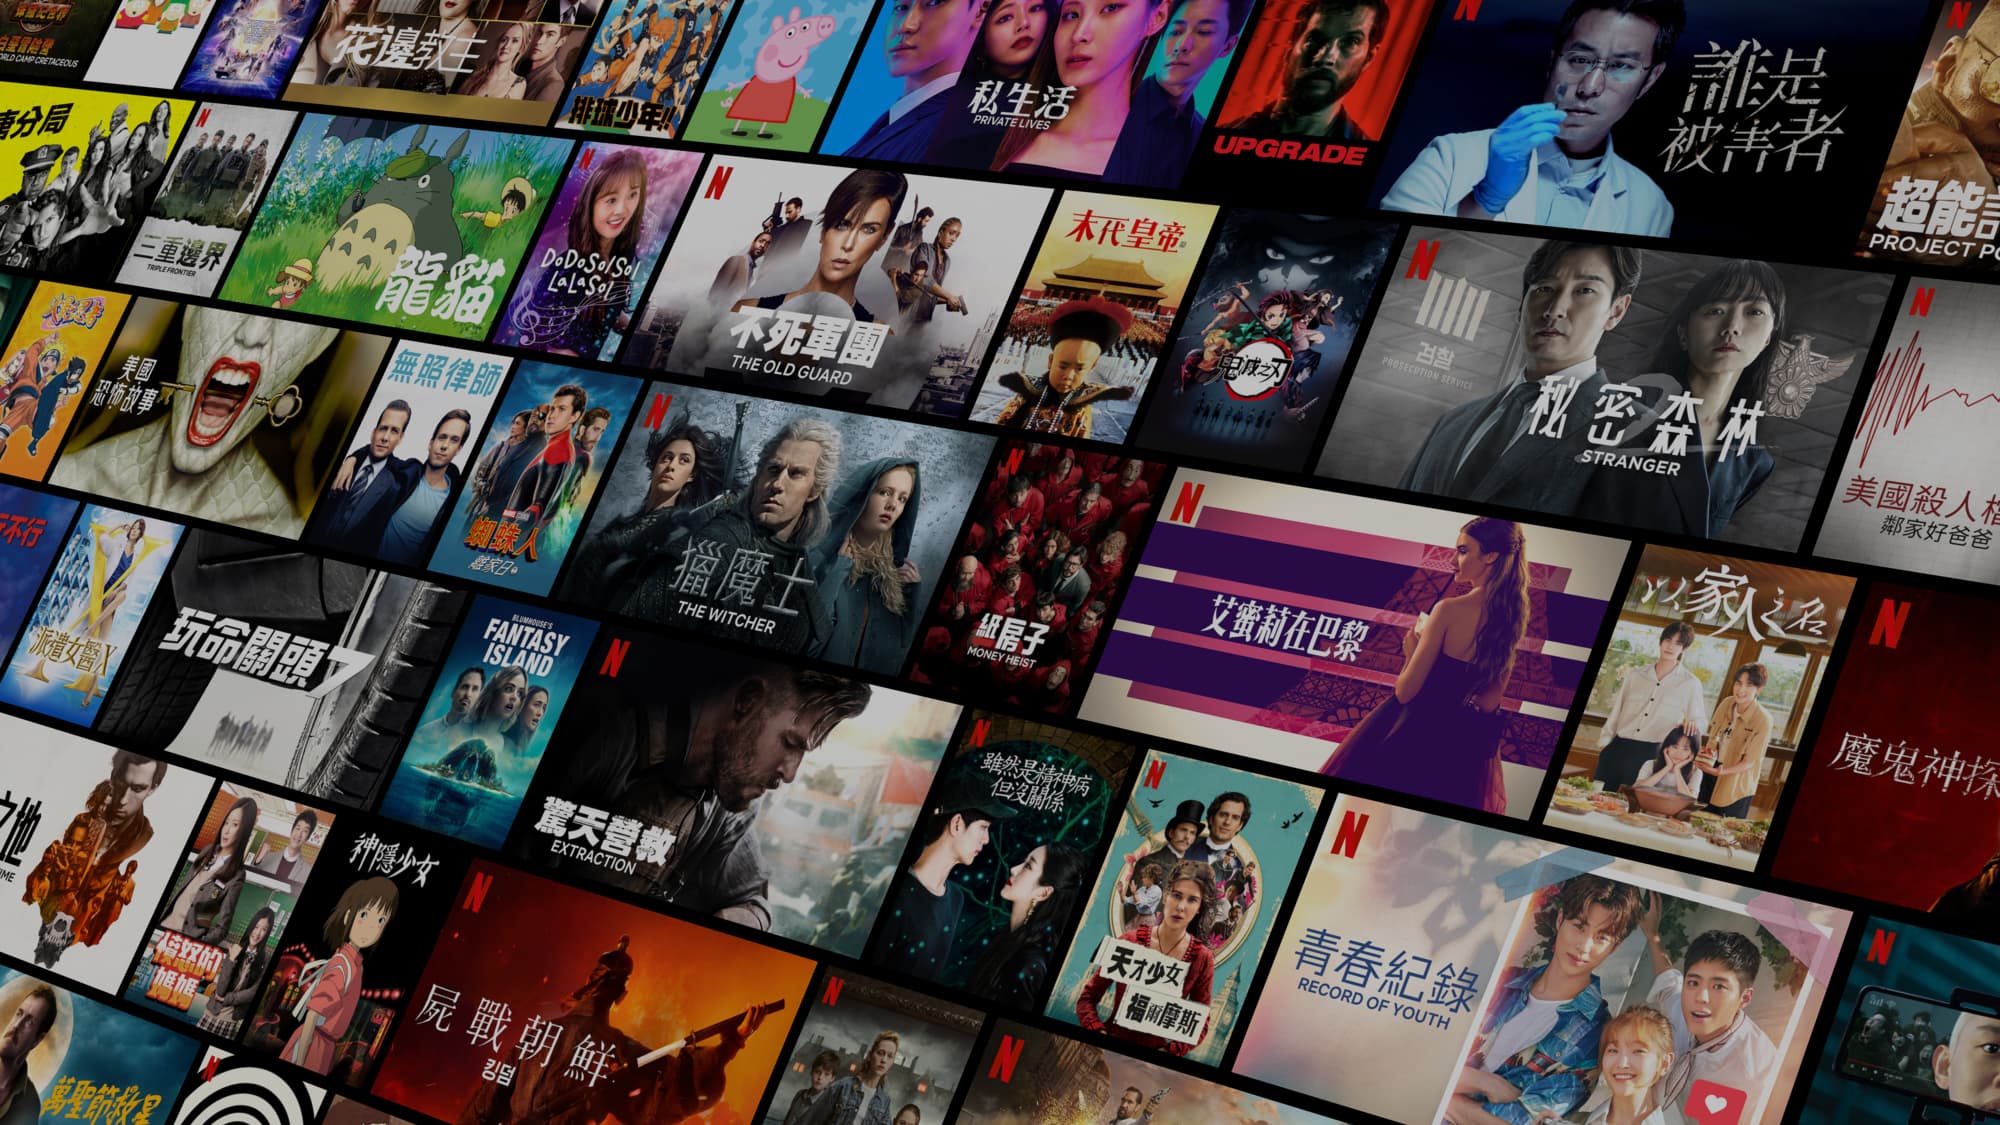 侏羅紀世界
白堊冒險營
WORLD CAMP CRETACEOUS
花邊教主
排球少年!!
私生活
PRIVATE LIVES
UPGRADE
N
誰是
被害者
N
超能
PROJECT PO
分局
N
三重邊界
TRIPLE FRONTIER
龍貓
N
DoDoSolSol
LaLaSol
N
不死軍團
THE OLD GUARD
末代皇帝
鬼滅之刃
N
검찰
PROSECUTION SERVICE
秘密森林
2
STRANGER
N
美國殺人
鄰家好爸爸
美國
恐怖故事
無照律師
蜘蛛人
離家日
N
獵魔士
THE WITCHER
N
紙房子
MONEY HEIST
N
艾蜜莉在巴黎
以家人之名
N
魔鬼神探
不行
派遣女醫X
玩命關頭7
BLUMHOUSE'S
FANTASY
ISLAND
N
驚天營救
EXTRACTION
N
雖然是精神病
但沒關係
N
天才少女
福爾摩斯
N
青春紀錄
RECORD OF YOUTH
N
之地
IME
憤怒的
媽媽
神隱少女
N
屍戰朝鮮
킹덤
N
N
萬聖節救星
N